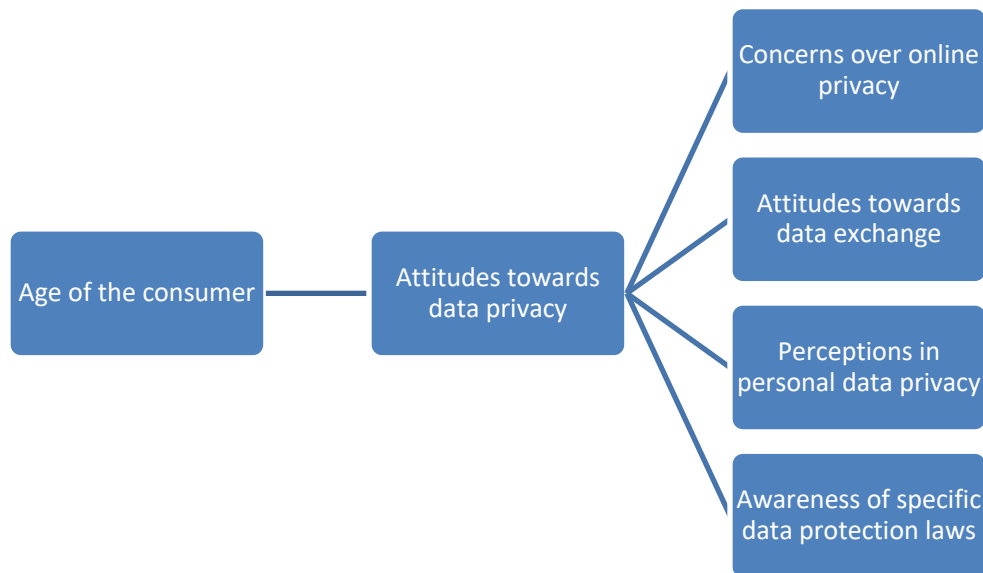 Age of the consumer
Attitudes towards
data privacy
Concerns over online
privacy
Attitudes towards
data exchange
Perceptions in
personal data privacy
Awareness of specific
data protection laws